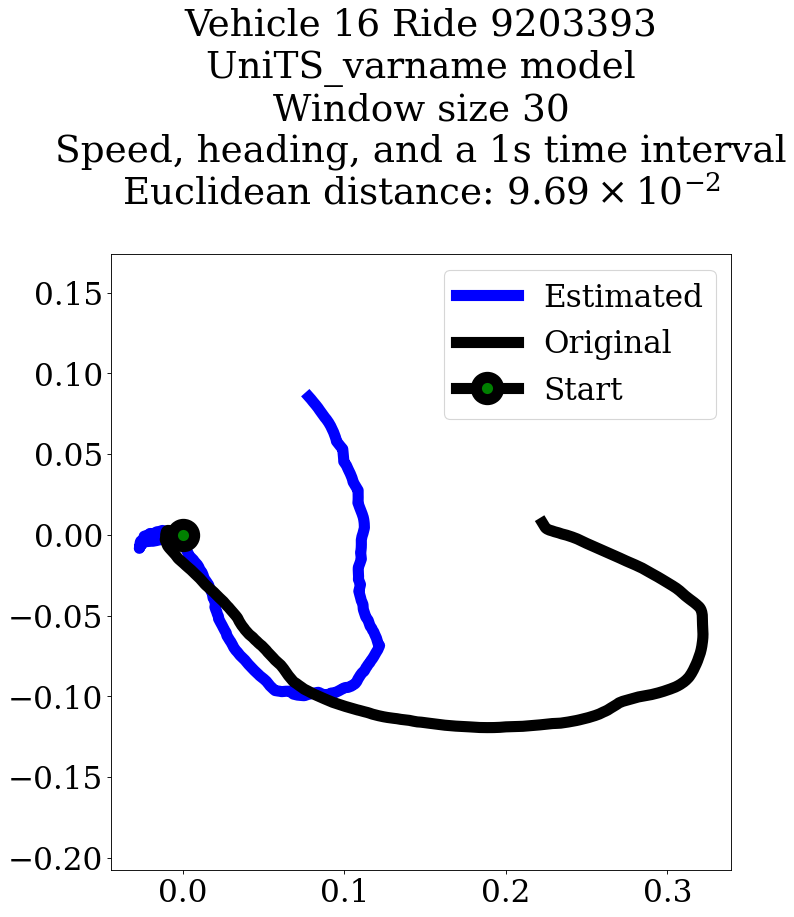 Vehicle 16 Ride 9203393
UniTS_varname model
Window size 30
Speed, heading, and a 1s time interval
Euclidean distance: 9.69 × 10⁻²
Estimated
Original
Start
0.15
0.10
0.05
0.00
−0.05
−0.10
−0.15
−0.20
0.0 0.1 0.2 0.3